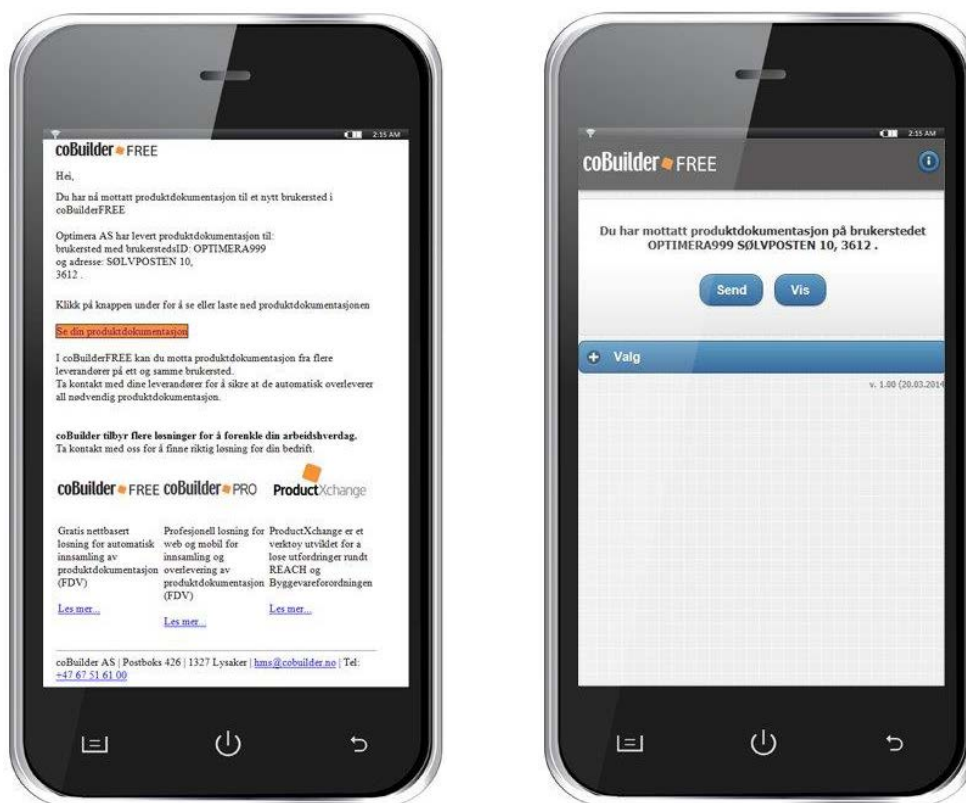 2:15 AM
coBuilder FREE
Hei,
Du har nå mottatt produktdokumentasjon til et nytt brukersted i
coBuilderFREE
Optimera AS har levert produktdokumentasjon til:
brukersted med brukerstedsID: OPTIMERA999
og adresse: SØLVPOSTEN 10,
3612 .
Klikk på knappen under for å se eller laste ned produktdokumentasjonen
Se din produktdokumentasjon
I coBuilderFREE kan du motta produktdokumentasjon fra flere
leverandører på ett og samme brukersted.
Ta kontakt med dine leverandører for å sikre at de automatisk overleverer
all nødvendig produktdokumentasjon.
coBuilder tilbyr flere løsninger for å forenkle din arbeidshverdag.
Ta kontakt med oss for å finne riktig løsning for din bedrift.
coBuilder FREE
Gratis nettbasert
losning for automatisk
innsamling av
produktdokumentasjon
(FDV)
Les mer...
coBuilder PRO
Profesjonell losning for
web og mobil for
innsamling og
overlevering av
produktdokumentasjon
(FDV)
Les mer...
ProductXchange
ProductXchange er et
verktoy utviklet for a
lose utfordringer rundt
REACH og
Byggevareforordningen
Les mer...
coBuilder AS | Postboks 426 | 1327 Lysaker | hms@cobuilder.no | Tel:
+47 67 51 61 00
2:15 AM
coBuilder FREE
Du har mottatt produktdokumentasjon på brukerstedet
OPTIMERA999 SØLVPOSTEN 10, 3612 .
Send Vis
Valg
v. 1.00 (20.03.2014